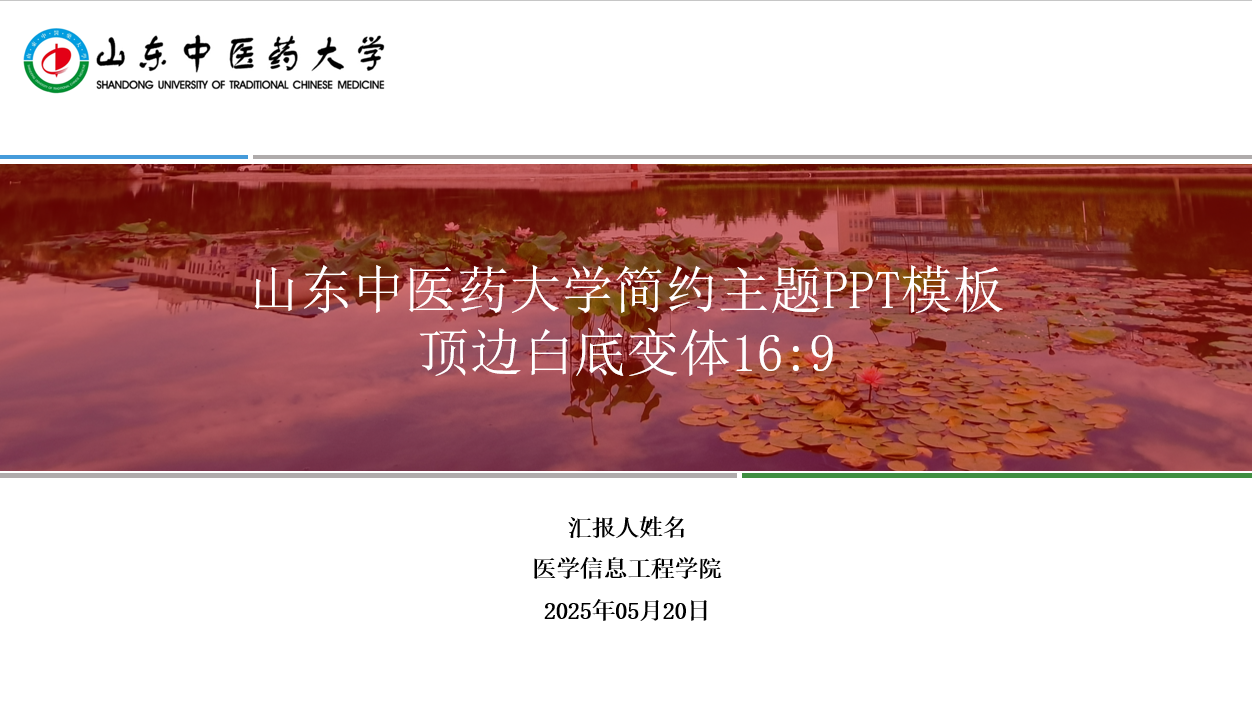 山东中医药大学
SHANDONG UNIVERSITY OF TRADITIONAL CHINESE MEDICINE
山东中医药大学简约主题PPT模板
顶边白底变体16:9
汇报人姓名
医学信息工程学院
2025年05月20日